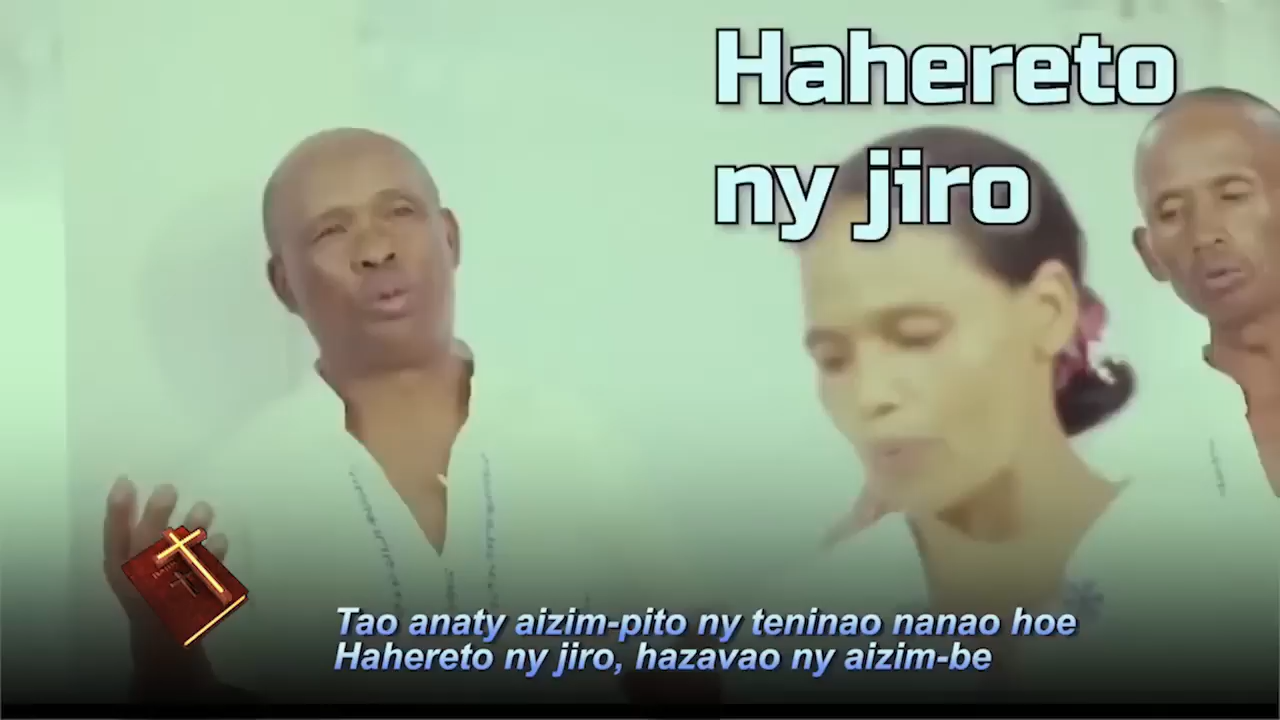 Hahereto
ny jiro
Tao anaty aizim-pito ny teninao nanao hoe
Hahereto ny jiro, hazavao ny aizim-be